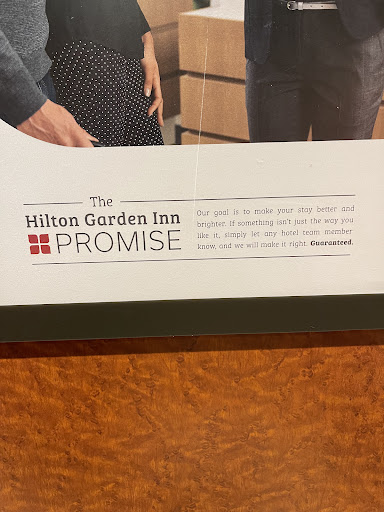 The
Hilton Garden Inn
PROMISE
Our goal is to make your stay better and
brighter. If something isn't just the way you
like it, simply let any hotel team member
know, and we will make it right. Guaranteed.